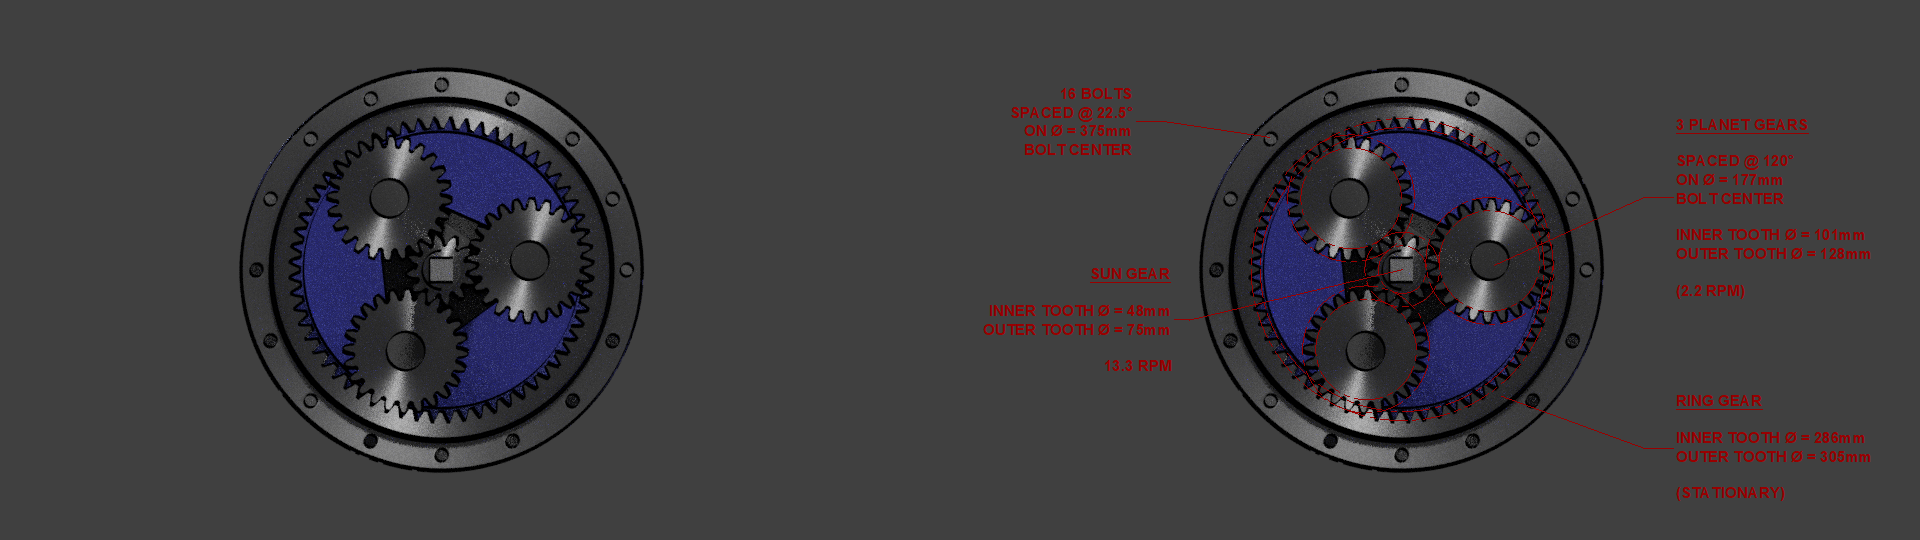 16 BOLTS
SPACED @ 22.5°
ON Ø = 375mm
BOLT CENTER
SUN GEAR
INNER TOOTH Ø = 48mm
OUTER TOOTH Ø = 75mm
13.3 RPM
3 PLANET GEARS
SPACED @ 120°
ON Ø = 177mm
BOLT CENTER
INNER TOOTH Ø = 101mm
OUTER TOOTH Ø = 128mm
(2.2 RPM)
RING GEAR
INNER TOOTH Ø = 286mm
OUTER TOOTH Ø = 305mm
(STATIONARY)